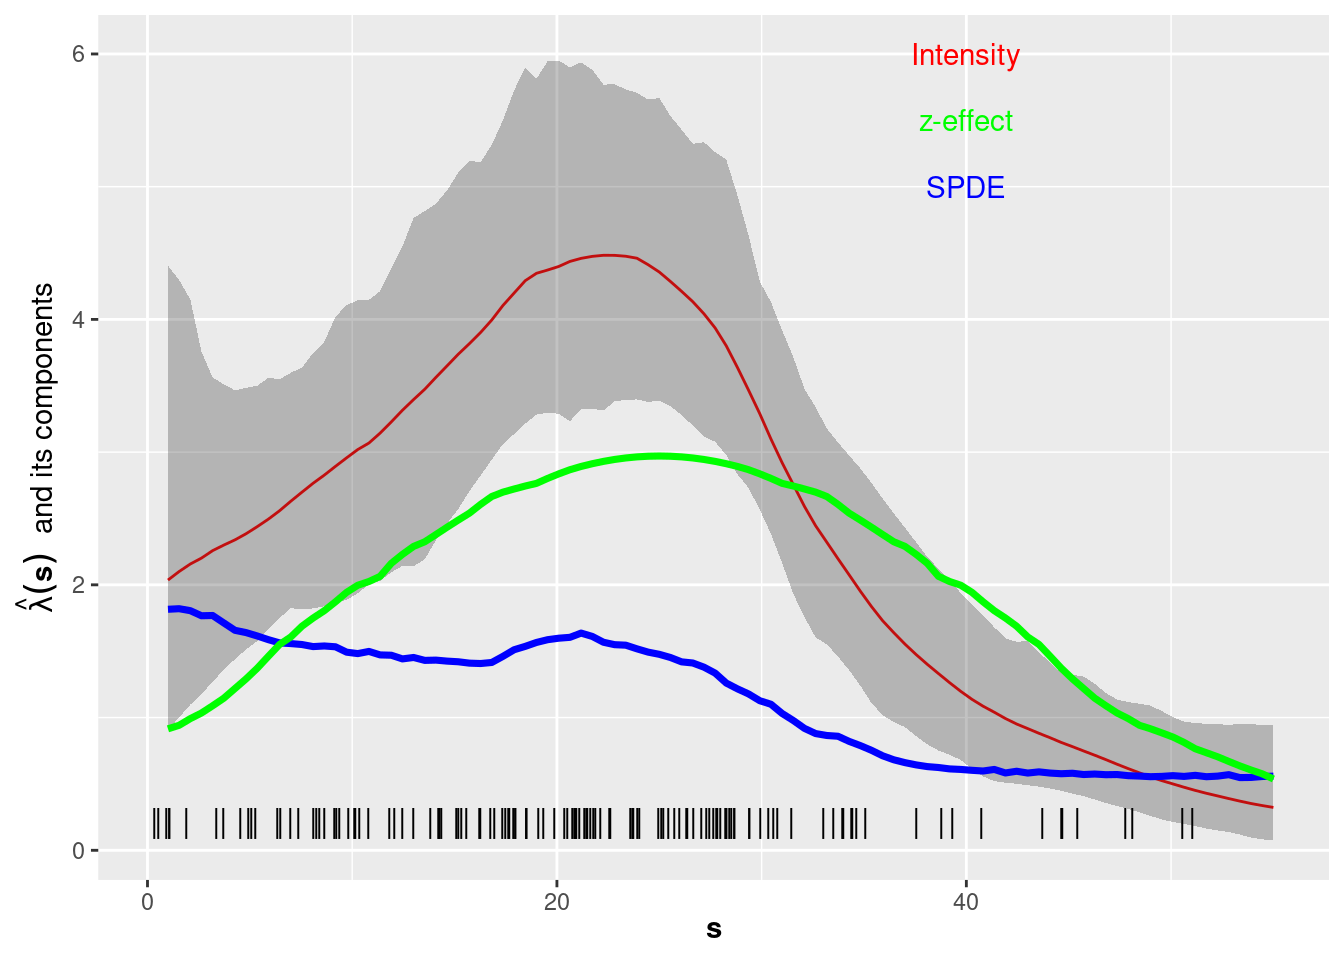 6
4
2
0
λ̂(s) and its components
Intensity
z-effect
SPDE
0 20 40
s